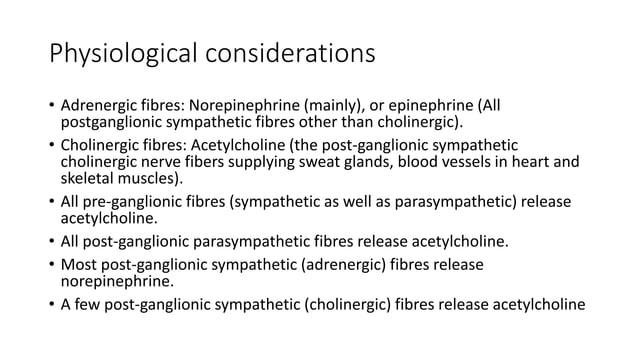 Physiological considerations
• Adrenergic fibres: Norepinephrine (mainly), or epinephrine (All
postganglionic sympathetic fibres other than cholinergic).
• Cholinergic fibres: Acetylcholine (the post-ganglionic sympathetic
cholinergic nerve fibers supplying sweat glands, blood vessels in heart and
skeletal muscles).
• All pre-ganglionic fibres (sympathetic as well as parasympathetic) release
acetylcholine.
• All post-ganglionic parasympathetic fibres release acetylcholine.
• Most post-ganglionic sympathetic (adrenergic) fibres release
norepinephrine.
• A few post-ganglionic sympathetic (cholinergic) fibres release acetylcholine